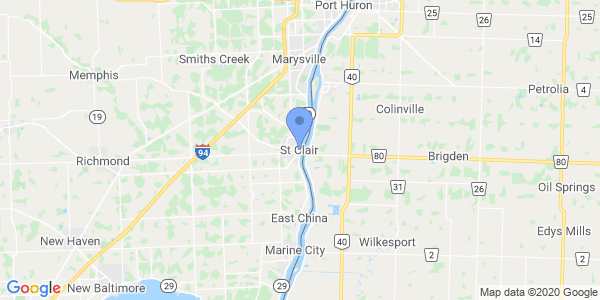 Port Huron
25
25
14
Smiths Creek
Marysville
40
Memphis
Petrolia
4
Colinville
19
94
St Clair
80
Brigden
80
Richmond
31
26
Oil Springs
East China
Edys Mills
New Haven
Marine City
40
Wilkesport
2
2
New Baltimore
29
29
Google
Map data ©2020 Google